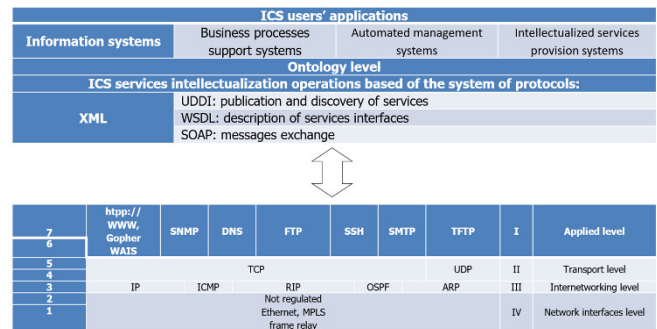 ICS users' applications
Information systems
Business processes
support systems
Automated management
systems
Intellectualized services
provision systems
Ontology level
ICS services intellectualization operations based of the system of protocols:
XML
UDDI: publication and discovery of services
WSDL: description of services interfaces
SOAP: messages exchange
7
6
htpp://
WWW,
Gopher
WAIS
SNMP
DNS
FTP
SSH
SMTP
TFTP
I
Applied level
5
4
TCP
UDP
II
Transport level
3
IP
ICMP
RIP
OSPF
ARP
III
Internetworking level
2
1
Not regulated
Ethernet, MPLS
frame relay
IV
Network interfaces level